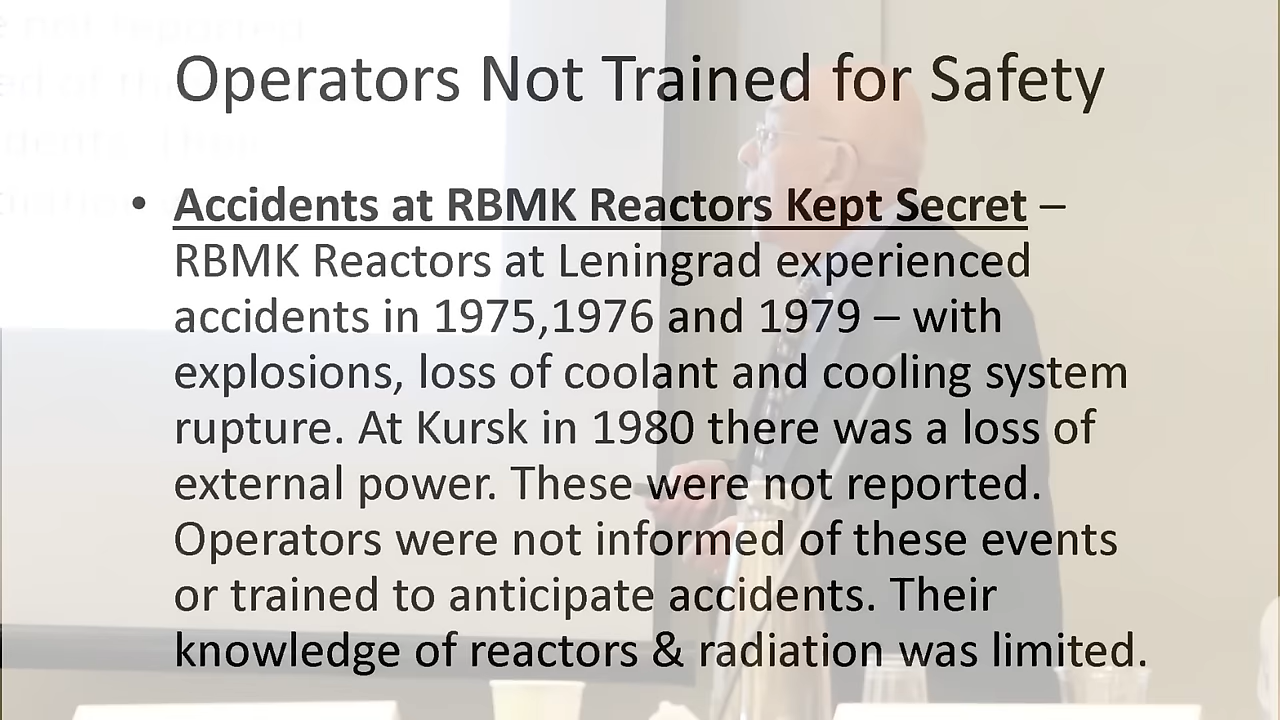 Operators Not Trained for Safety
• Accidents at RBMK Reactors Kept Secret –
RBMK Reactors at Leningrad experienced
accidents in 1975,1976 and 1979 – with
explosions, loss of coolant and cooling system
rupture. At Kursk in 1980 there was a loss of
external power. These were not reported.
Operators were not informed of these events
or trained to anticipate accidents. Their
knowledge of reactors & radiation was limited.
not reported